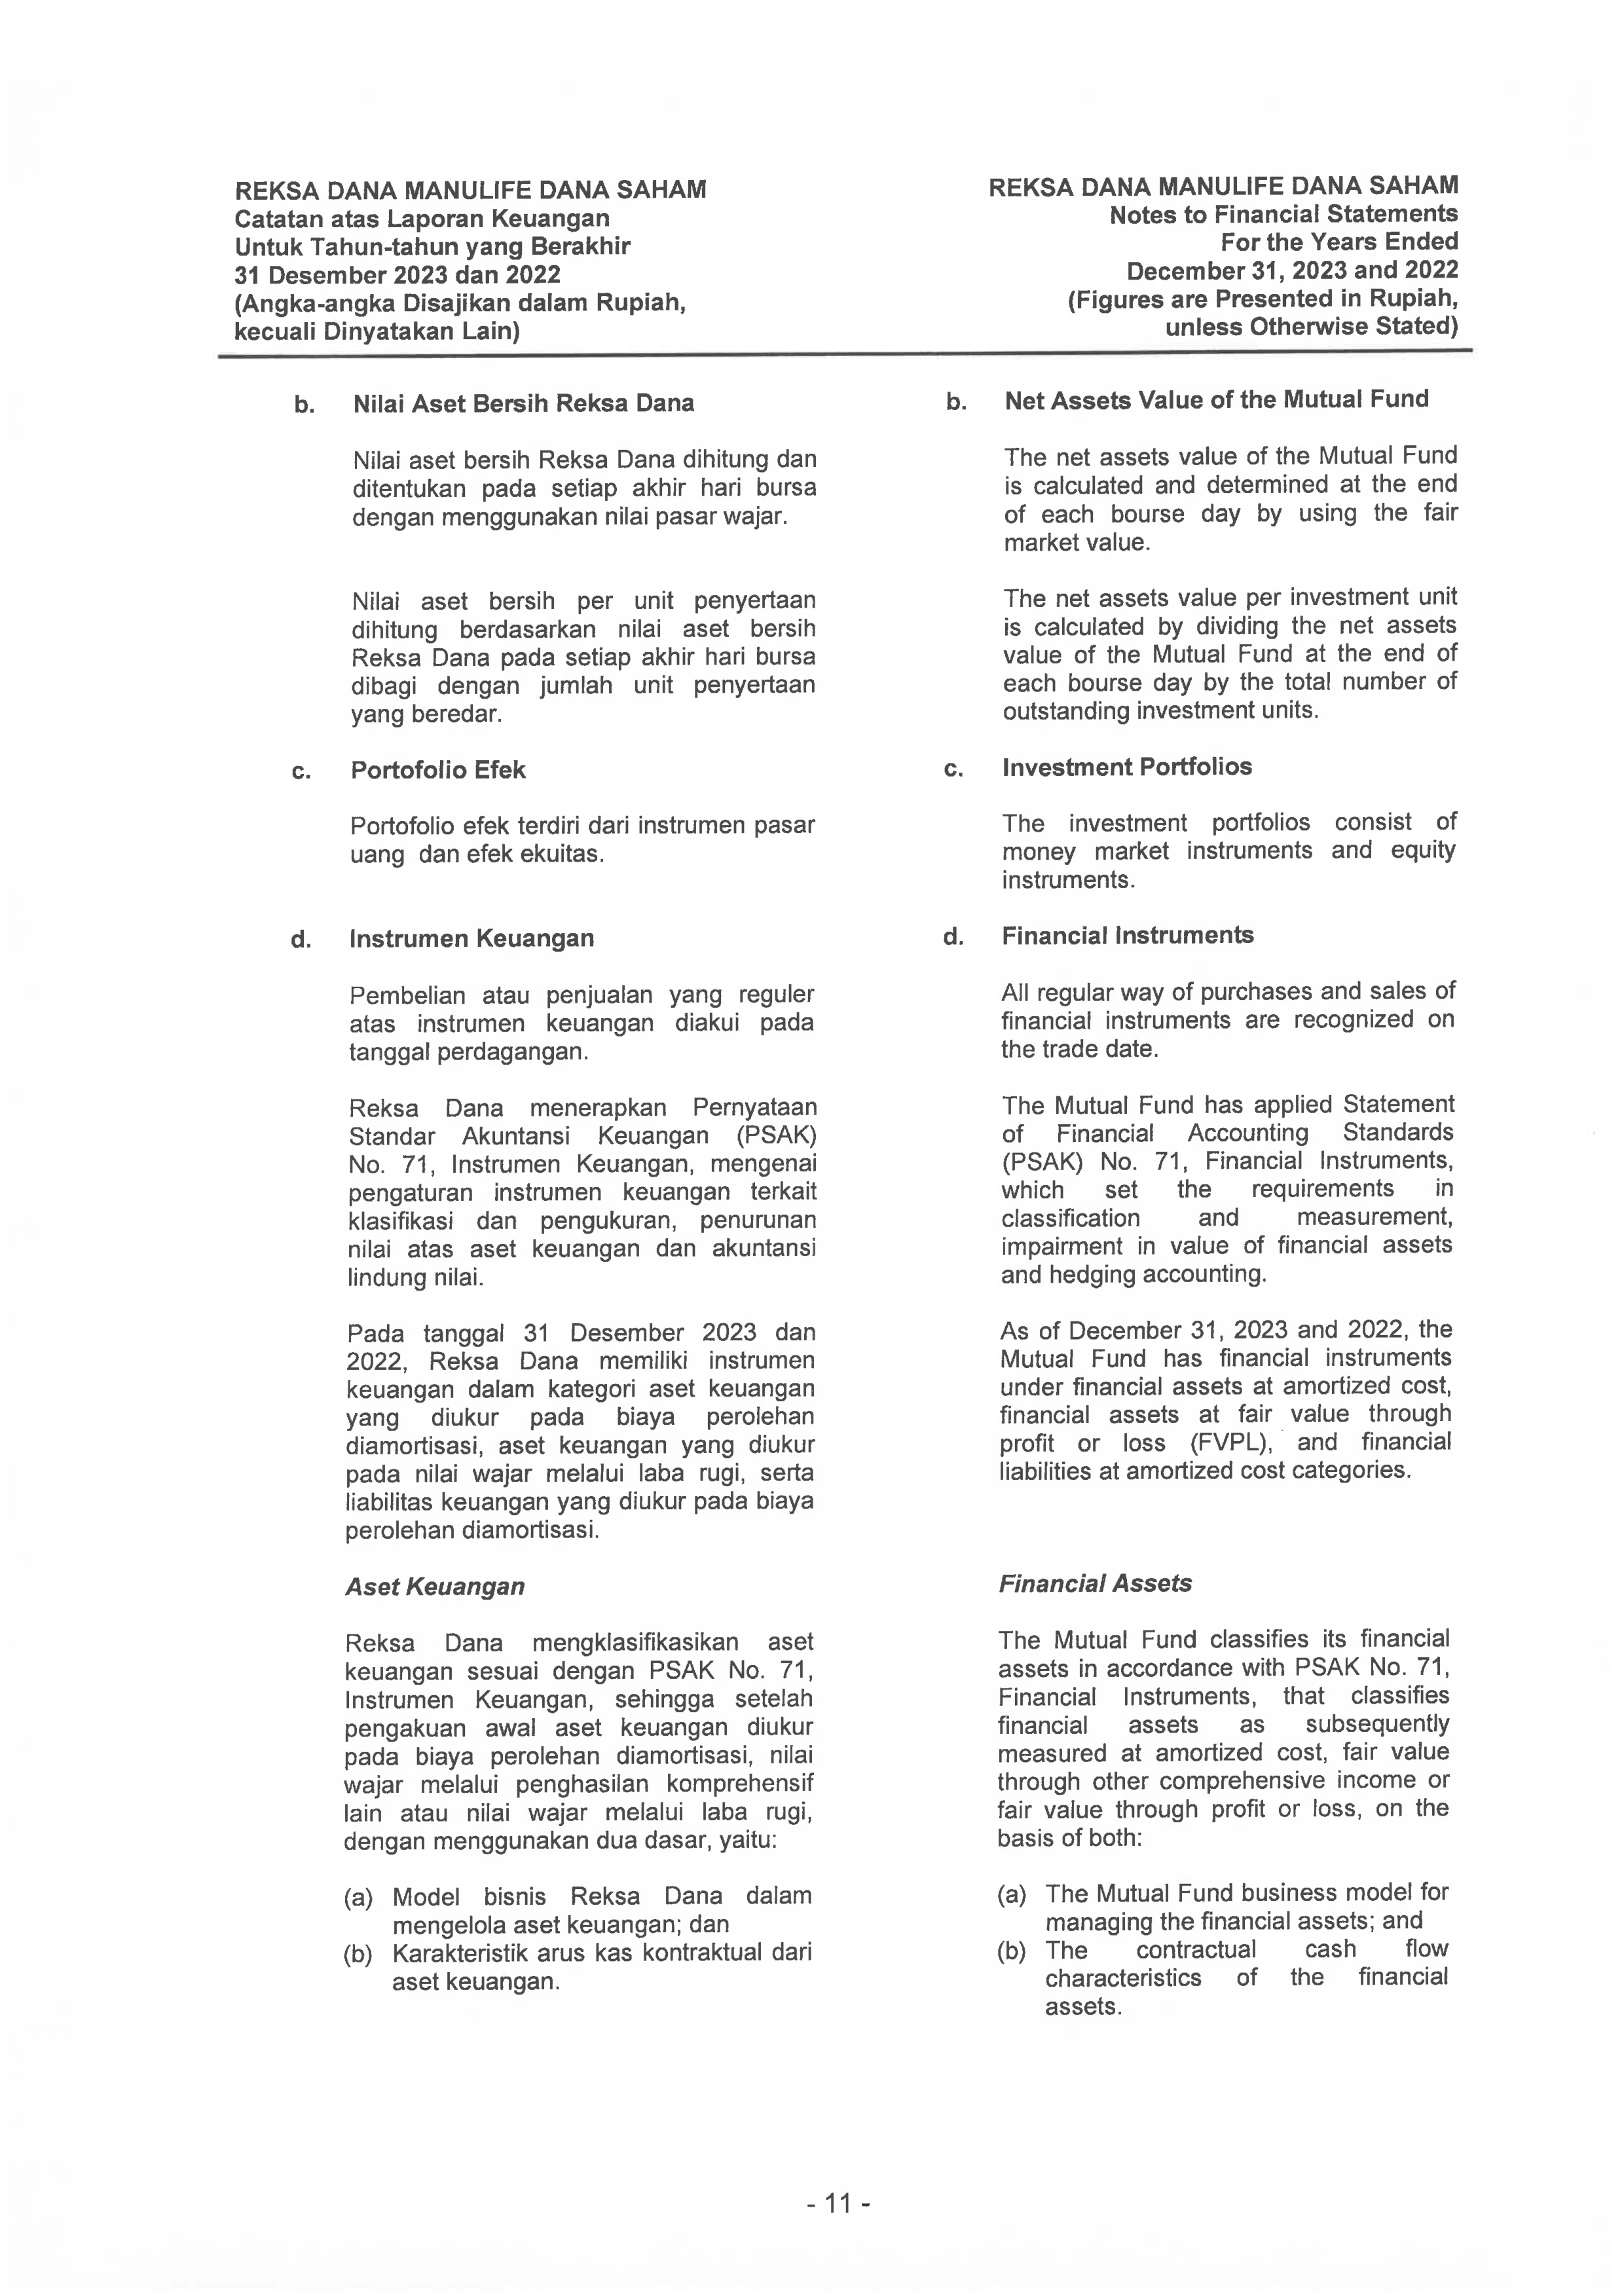 REKSA DANA MANULIFE DANA SAHAM
Catatan atas Laporan Keuangan
Untuk Tahun-tahun yang Berakhir
31 Desember 2023 dan 2022
(Angka-angka Disajikan dalam Rupiah,
kecuali Dinyatakan Lain)
REKSA DANA MANULIFE DANA SAHAM
Notes to Financial Statements
For the Years Ended
December 31, 2023 and 2022
(Figures are Presented in Rupiah,
unless Otherwise Stated)
b. Nilai Aset Bersih Reksa Dana
Nilai aset bersih Reksa Dana dihitung dan
ditentukan pada setiap akhir hari bursa
dengan menggunakan nilai pasar wajar.
Nilai aset bersih per unit penyertaan
dihitung berdasarkan nilai aset bersih
Reksa Dana pada setiap akhir hari bursa
dibagi dengan jumlah unit penyertaan
yang beredar.
c. Portofolio Efek
Portofolio efek terdiri dari instrumen pasar
uang dan efek ekuitas.
d. Instrumen Keuangan
Pembelian atau penjualan yang reguler
atas instrumen keuangan diakui pada
tanggal perdagangan.
Reksa Dana menerapkan Pernyataan
Standar Akuntansi Keuangan (PSAK)
No. 71, Instrumen Keuangan, mengenai
pengaturan instrumen keuangan terkait
klasifikasi dan pengukuran, penurunan
nilai atas aset keuangan dan akuntansi
lindung nilai.
Pada tanggal 31 Desember 2023 dan
2022, Reksa Dana memiliki instrumen
keuangan dalam kategori aset keuangan
yang diukur pada biaya perolehan
diamortisasi, aset keuangan yang diukur
pada nilai wajar melalui laba rugi, serta
liabilitas keuangan yang diukur pada biaya
perolehan diamortisasi.
Aset Keuangan
Reksa Dana mengklasifikasikan aset
keuangan sesuai dengan PSAK No. 71,
Instrumen Keuangan, sehingga setelah
pengakuan awal aset keuangan diukur
pada biaya perolehan diamortisasi, nilai
wajar melalui penghasilan komprehensif
lain atau nilai wajar melalui laba rugi,
dengan menggunakan dua dasar, yaitu:
(a) Model bisnis Reksa Dana dalam
mengelola aset keuangan; dan
(b) Karakteristik arus kas kontraktual dari
aset keuangan.
b. Net Assets Value of the Mutual Fund
The net assets value of the Mutual Fund
is calculated and determined at the end
of each bourse day by using the fair
market value.
The net assets value per investment unit
is calculated by dividing the net assets
value of the Mutual Fund at the end of
each bourse day by the total number of
outstanding investment units.
c. Investment Portfolios
The investment portfolios consist of
money market instruments and equity
instruments.
d. Financial Instruments
All regular way of purchases and sales of
financial instruments are recognized on
the trade date.
The Mutual Fund has applied Statement
of Financial Accounting Standards
(PSAK) No. 71, Financial Instruments,
which set the requirements in
classification and measurement,
impairment in value of financial assets
and hedging accounting.
As of December 31, 2023 and 2022, the
Mutual Fund has financial instruments
under financial assets at amortized cost,
financial assets at fair value through
profit or loss (FVPL), and financial
liabilities at amortized cost categories.
Financial Assets
The Mutual Fund classifies its financial
assets in accordance with PSAK No. 71,
Financial Instruments, that classifies
financial assets as subsequently
measured at amortized cost, fair value
through other comprehensive income or
fair value through profit or loss, on the
basis of both:
(a) The Mutual Fund business model for
managing the financial assets; and
(b) The contractual cash flow
characteristics of the financial
assets.
- 11 -